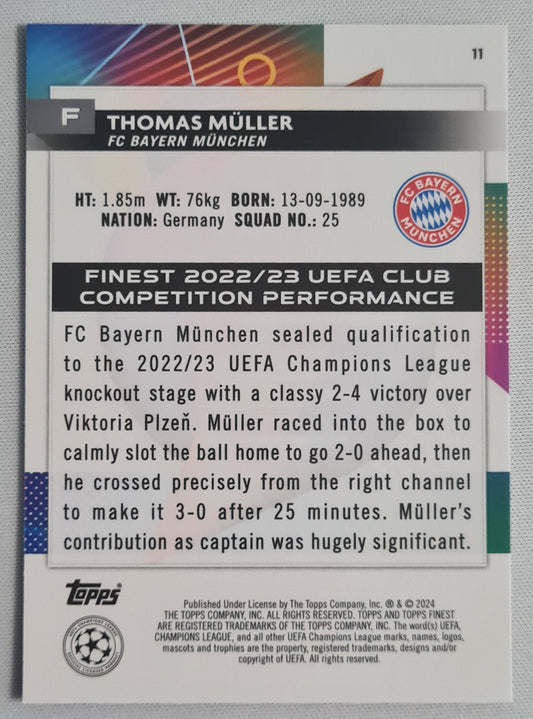 11
F
THOMAS MÜLLER
FC BAYERN MÜNCHEN
HT: 1.85m WT: 76kg BORN: 13-09-1989
NATION: Germany SQUAD NO.: 25
FC BAYERN
MÜNCHEN
FINEST 2022/23 UEFA CLUB
COMPETITION PERFORMANCE
FC Bayern München sealed qualification
to the 2022/23 UEFA Champions League
knockout stage with a classy 2-4 victory over
Viktoria Plzeň. Müller raced into the box to
calmly slot the ball home to go 2-0 ahead, then
he crossed precisely from the right channel
to make it 3-0 after 25 minutes. Müller's
contribution as captain was hugely significant.
Topps®
UEFA CHAMPIONS LEAGUE
Published Under License by The Topps Company, Inc. ® & © 2024
THE TOPPS COMPANY, INC. ALL RIGHTS RESERVED. TOPPS AND TOPPS FINEST
ARE REGISTERED TRADEMARKS OF THE TOPPS COMPANY, INC. The word(s) UEFA,
CHAMPIONS LEAGUE, and all other UEFA Champions League marks, names, logos,
mascots and trophies are the property, registered trademarks, designs and/or
copyright of UEFA. All rights reserved.